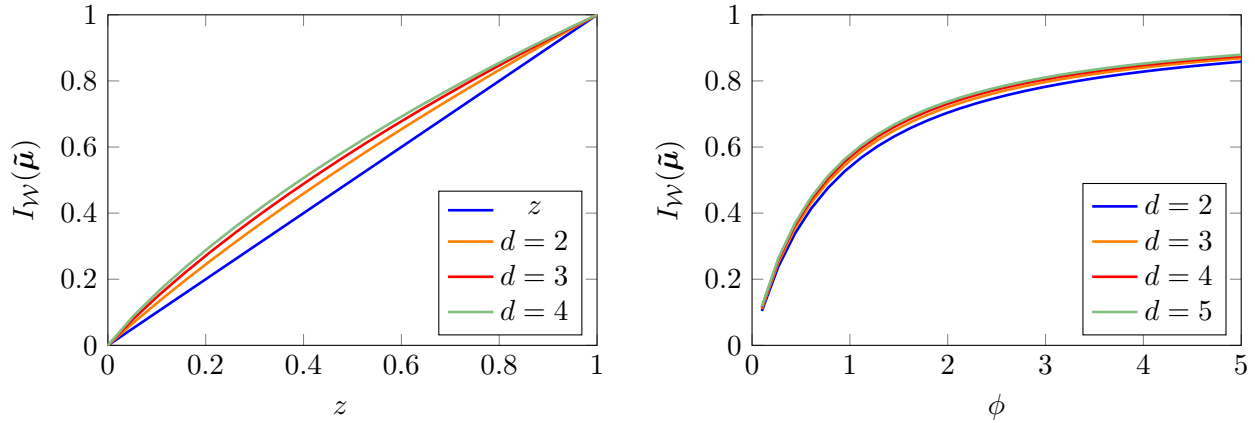 1
0.8
0.6
0.4
0.2
0
0 0.2 0.4 0.6 0.8 1
z
I_𝒲(𝝁̃)
z
d = 2
d = 3
d = 4
1
0.8
0.6
0.4
0.2
0
0 1 2 3 4 5
ϕ
I_𝒲(𝝁̃)
d = 2
d = 3
d = 4
d = 5